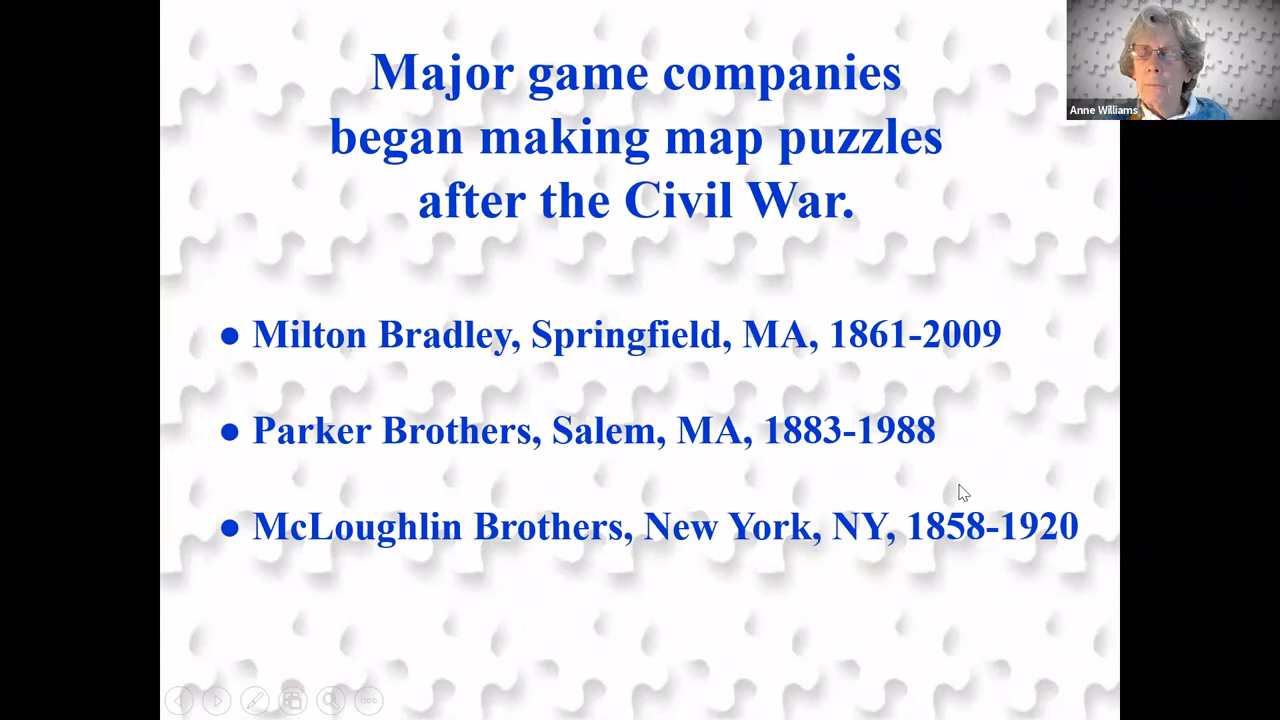 Major game companies
began making map puzzles
after the Civil War.
● Milton Bradley, Springfield, MA, 1861-2009
● Parker Brothers, Salem, MA, 1883-1988
● McLoughlin Brothers, New York, NY, 1858-1920
Anne Williams